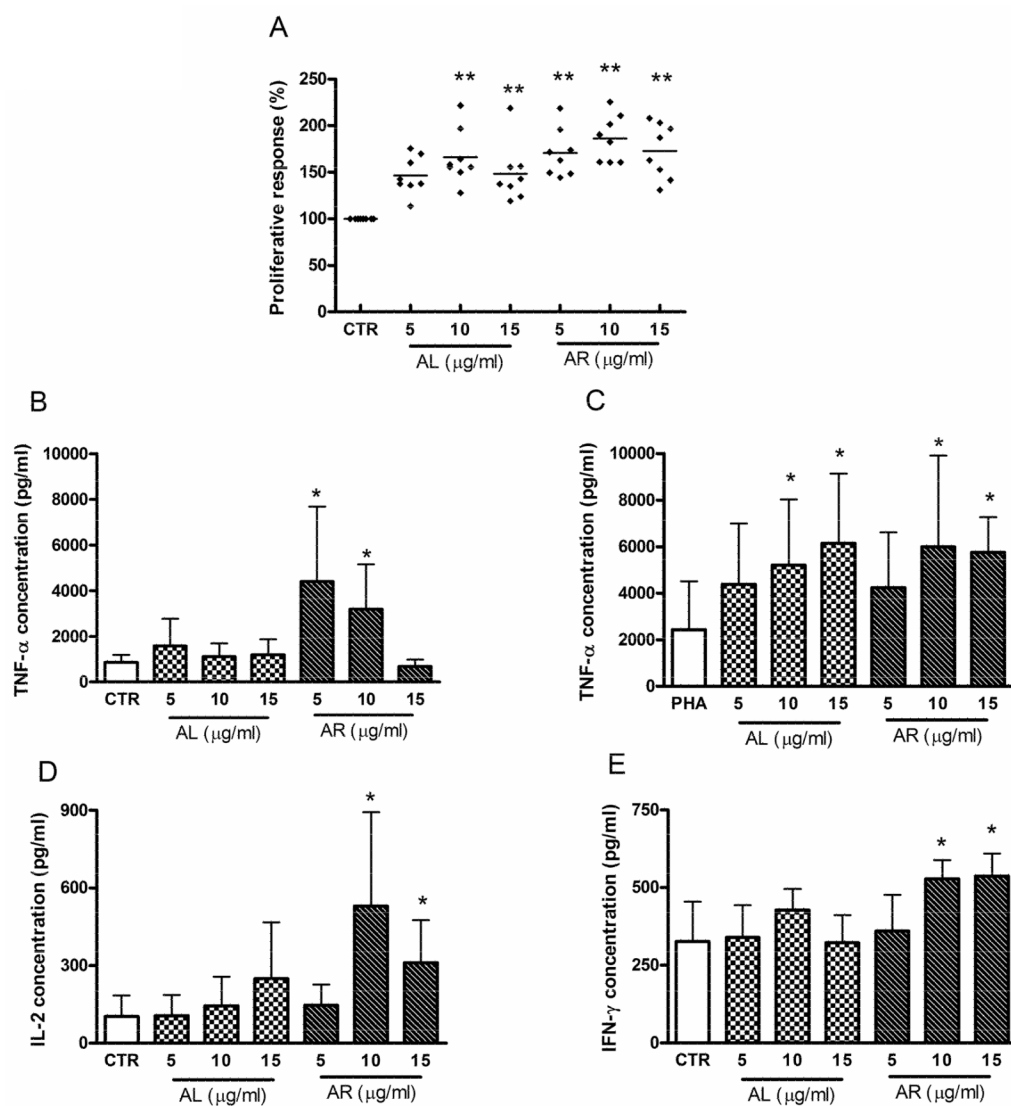 A
Proliferative response (%)
250
200
150
100
50
0
** ** ** ** **
CTR 5 10 15 5 10 15
AL (μg/ml) AR (μg/ml)
B
TNF-α concentration (pg/ml)
10000
8000
6000
4000
2000
0
* *
CTR 5 10 15 5 10 15
AL (μg/ml) AR (μg/ml)
C
TNF-α concentration (pg/ml)
10000
8000
6000
4000
2000
0
* * * *
PHA 5 10 15 5 10 15
AL (μg/ml) AR (μg/ml)
D
IL-2 concentration (pg/ml)
900
600
300
0
* *
CTR 5 10 15 5 10 15
AL (μg/ml) AR (μg/ml)
E
IFN-γ concentration (pg/ml)
750
500
250
0
* *
CTR 5 10 15 5 10 15
AL (μg/ml) AR (μg/ml)